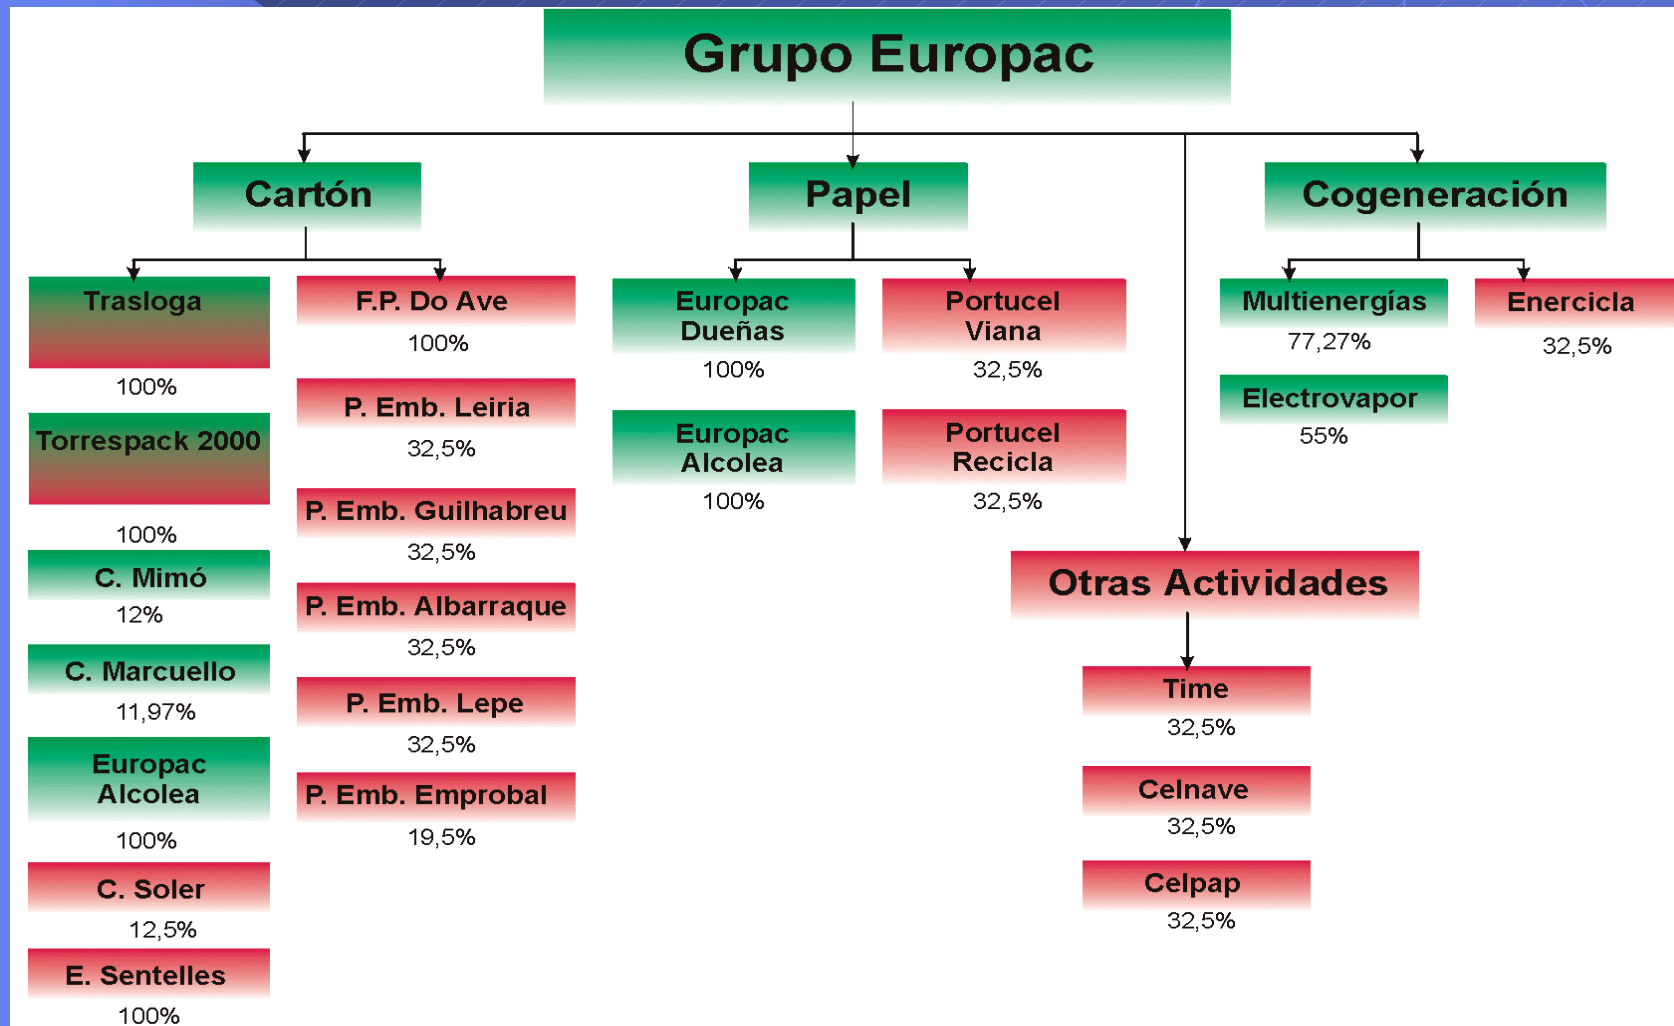 Grupo Europac
Cartón
Papel
Cogeneración
Trasloga
100%
Torrespack 2000
100%
C. Mimó
12%
C. Marcuello
11,97%
Europac
Alcolea
100%
C. Soler
12,5%
E. Sentelles
100%
F.P. Do Ave
100%
P. Emb. Leiria
32,5%
P. Emb. Guilhabreu
32,5%
P. Emb. Albarraque
32,5%
P. Emb. Lepe
32,5%
P. Emb. Emprobal
19,5%
Europac
Dueñas
100%
Europac
Alcolea
100%
Portucel
Viana
32,5%
Portucel
Recicla
32,5%
Multienergías
77,27%
Electrovapor
55%
Enercicla
32,5%
Otras Actividades
Time
32,5%
Celnave
32,5%
Celpap
32,5%